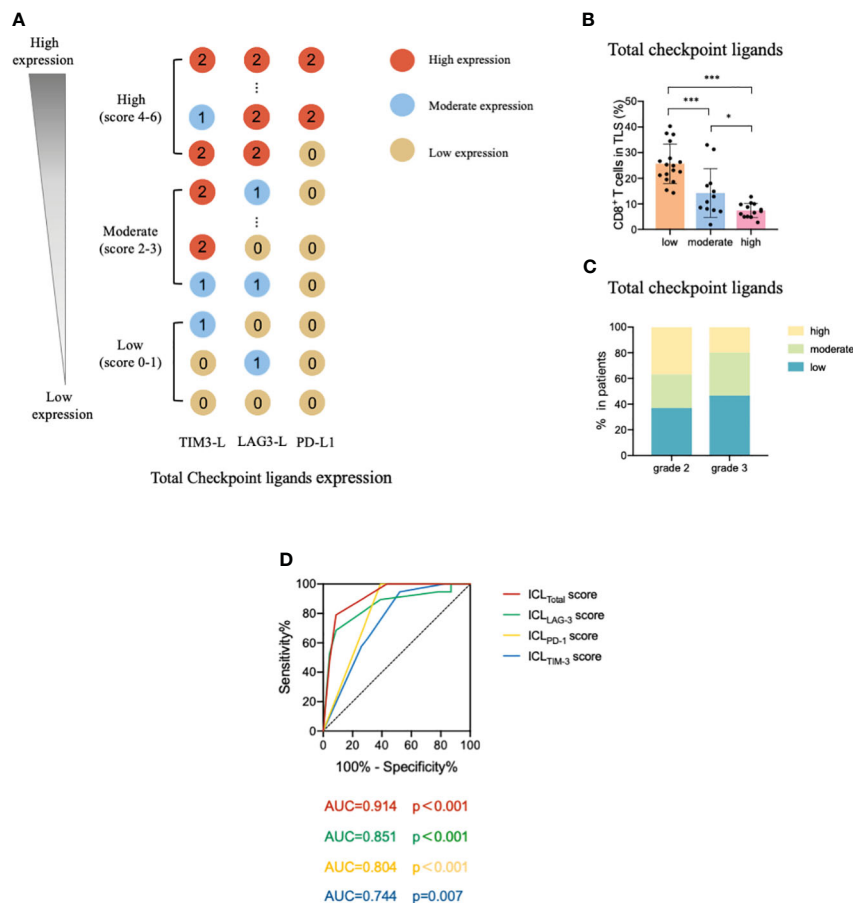 A
High
expression
High
(score 4-6)
Moderate
(score 2-3)
Low
(score 0-1)
Low
expression
2 2 2
⋮
1 2 2
2 2 0
2 1 0
⋮
2 0 0
1 1 0
1 0 0
0 1 0
0 0 0
TIM3-L LAG3-L PD-L1
Total Checkpoint ligands expression
High expression
Moderate expression
Low expression
B
Total checkpoint ligands
CD8+ T cells in TLS (%)
50
40
30
20
10
0
***
***
*
low moderate high
C
Total checkpoint ligands
% in patients
100
80
60
40
20
0
grade 2 grade 3
high
moderate
low
D
Sensitivity%
100
80
60
40
20
0
0 20 40 60 80 100
100% - Specificity%
ICLTotal score
ICLLAG-3 score
ICLPD-1 score
ICLTIM-3 score
AUC=0.914 p<0.001
AUC=0.851 p<0.001
AUC=0.804 p<0.001
AUC=0.744 p=0.007